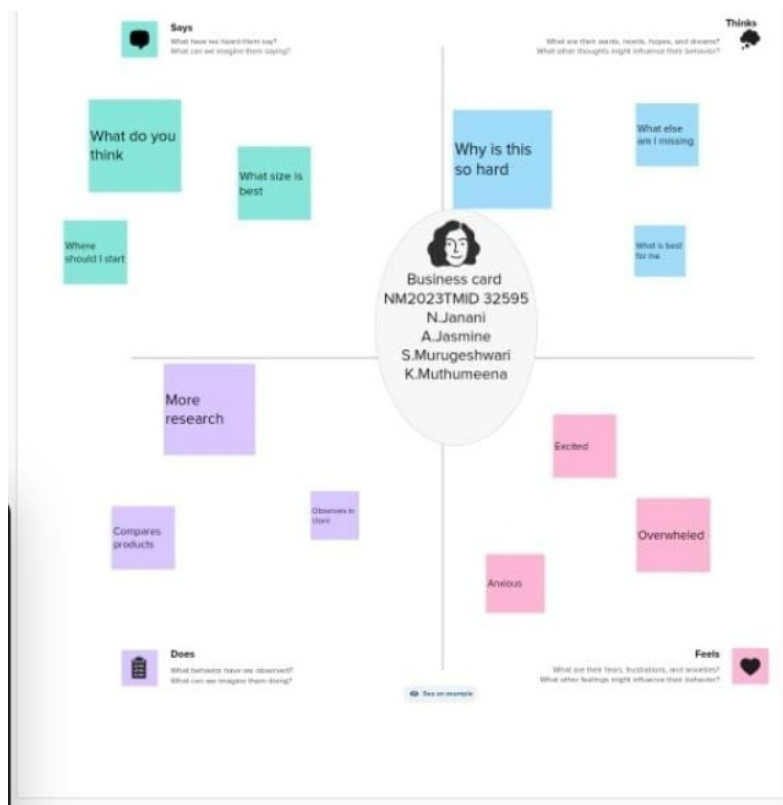 Says
What have we heard them say?
What can we imagine them saying?
Thinks
What are their wants, needs, hopes, and dreams?
What other thoughts might influence their behavior?
What do you
think
What size is
best
Where
should I start
Why is this
so hard
What else
am I missing
What is best
for me
Business card
NM2023TMID 32595
N.Janani
A.Jasmine
S.Murugeshwari
K.Muthumeena
More
research
Compares
products
Observes in
store
Excited
Overwheled
Anxious
Does
What behavior have we observed?
What can we imagine them doing?
Feels
What are their fears, frustrations, and anxieties?
What other feelings might influence their behavior?
See an example